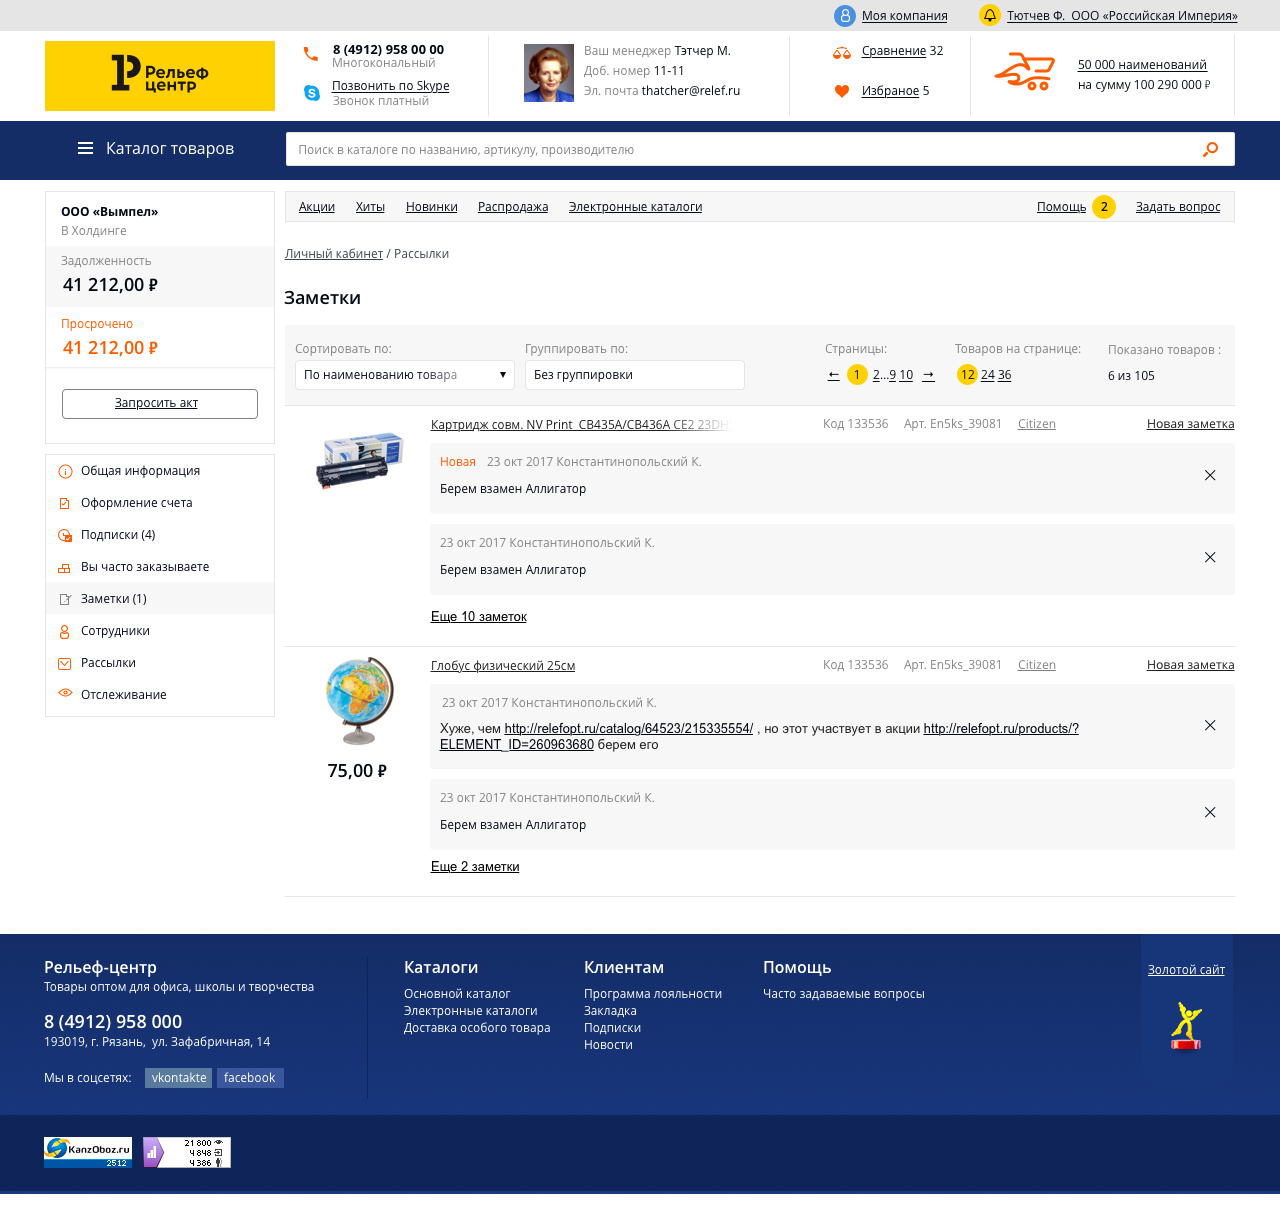 Моя компания
Тютчев Ф.  ООО «Российская Империя»
Рельеф
центр
8 (4912) 958 00 00
Многокональный
Позвонить по Skype
Звонок платный
Ваш менеджер Тэтчер М.
Доб. номер 11-11
Эл. почта thatcher@relef.ru
Сравнение 32
Избраное 5
50 000 наименований
на сумму 100 290 000 ₽
Каталог товаров
Поиск в каталоге по названию, артикулу, производителю
ООО «Вымпел»
В Холдинге
Задолженность
41 212,00 ₽
Просрочено
41 212,00 ₽
Запросить акт
Общая информация
Оформление счета
Подписки (4)
Вы часто заказываете
Заметки (1)
Сотрудники
Рассылки
Отслеживание
Акции Хиты Новинки Распродажа Электронные каталоги Помощь 2 Задать вопрос
Личный кабинет / Рассылки
Заметки
Сортировать по: Группировать по: Страницы: Товаров на странице: Показано товаров :
По наименованию товара ▼ Без группировки ← 1 2...9 10 → 12 24 36 6 из 105
Картридж совм. NV Print  CB435A/CB436A CE2 23DH Код 133536 Арт. En5ks_39081 Citizen Новая заметка
Новая 23 окт 2017 Константинопольский К.
Берем взамен Аллигатор
23 окт 2017 Константинопольский К.
Берем взамен Аллигатор
Еще 10 заметок
Глобус физический 25см Код 133536 Арт. En5ks_39081 Citizen Новая заметка
75,00 ₽
23 окт 2017 Константинопольский К.
Хуже, чем http://relefopt.ru/catalog/64523/215335554/ , но этот участвует в акции http://relefopt.ru/products/?
ELEMENT_ID=260963680 берем его
23 окт 2017 Константинопольский К.
Берем взамен Аллигатор
Еще 2 заметки
Рельеф-центр
Товары оптом для офиса, школы и творчества
8 (4912) 958 000
193019, г. Рязань,  ул. Зафабричная, 14
Мы в соцсетях: vkontakte facebook
Каталоги
Основной каталог
Электронные каталоги
Доставка особого товара
Клиентам
Программа лояльности
Закладка
Подписки
Новости
Помощь
Часто задаваемые вопросы
Золотой сайт
KanzOboz.ru
2512
21 800
4 848
4 386